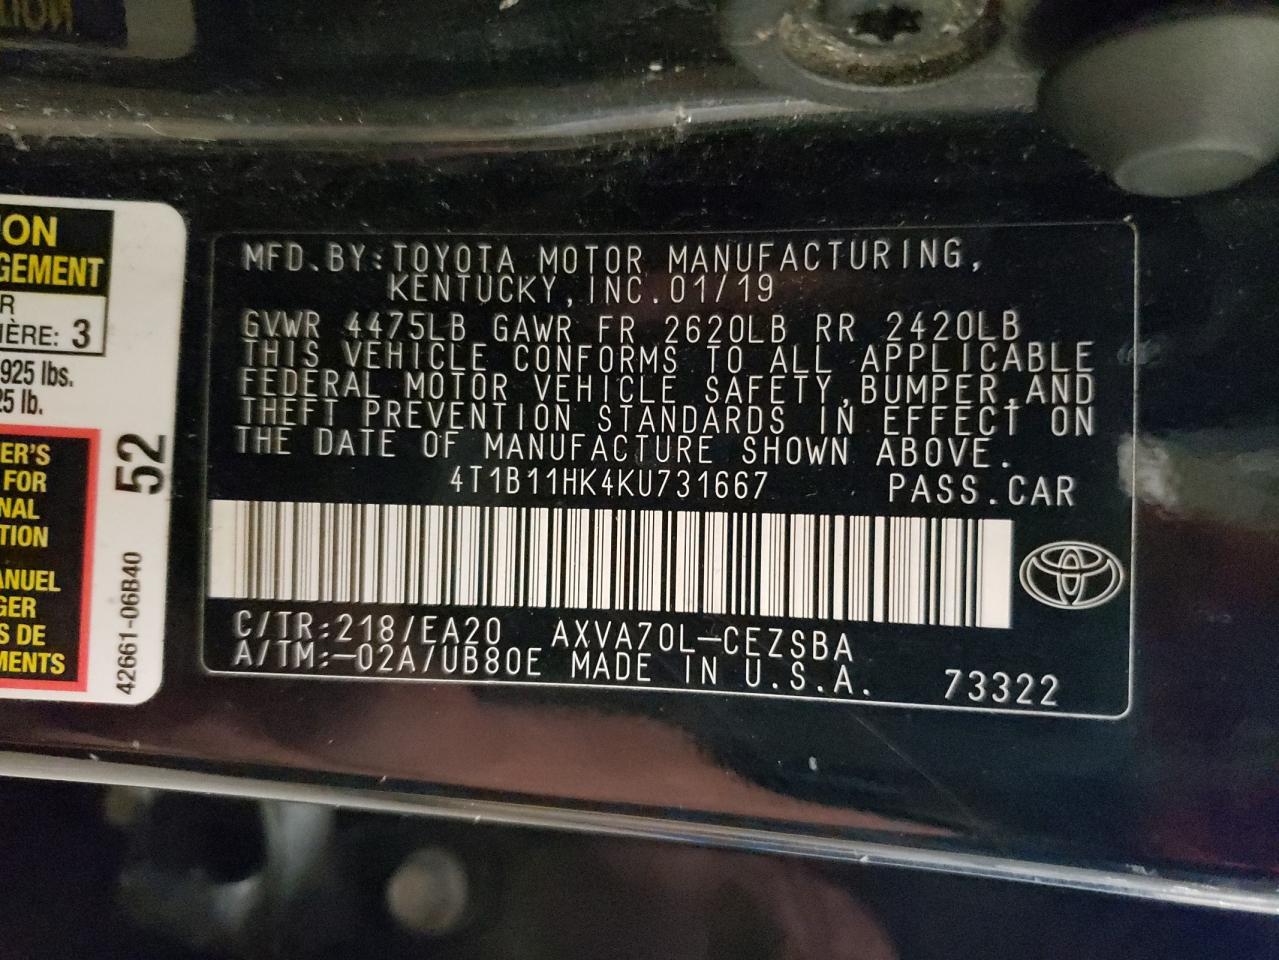 ION
GEMENT
R
IÈRE: 3
925 lbs.
25 lb.
ER'S
FOR
NAL
TION
ANUEL
GER
S DE
MENTS
52
42661-06B40
MFD.BY:TOYOTA MOTOR MANUFACTURING,
KENTUCKY,INC.01/19
GVWR 4475LB GAWR FR 2620LB RR 2420LB
THIS VEHICLE CONFORMS TO ALL APPLICABLE
FEDERAL MOTOR VEHICLE SAFETY,BUMPER,AND
THEFT PREVENTION STANDARDS IN EFFECT ON
THE DATE OF MANUFACTURE SHOWN ABOVE.
4T1B11HK4KU731667 PASS.CAR
C/TR:218/EA20 AXVA70L-CEZSBA
A/TM:-02A/UB80E MADE IN U.S.A. 73322